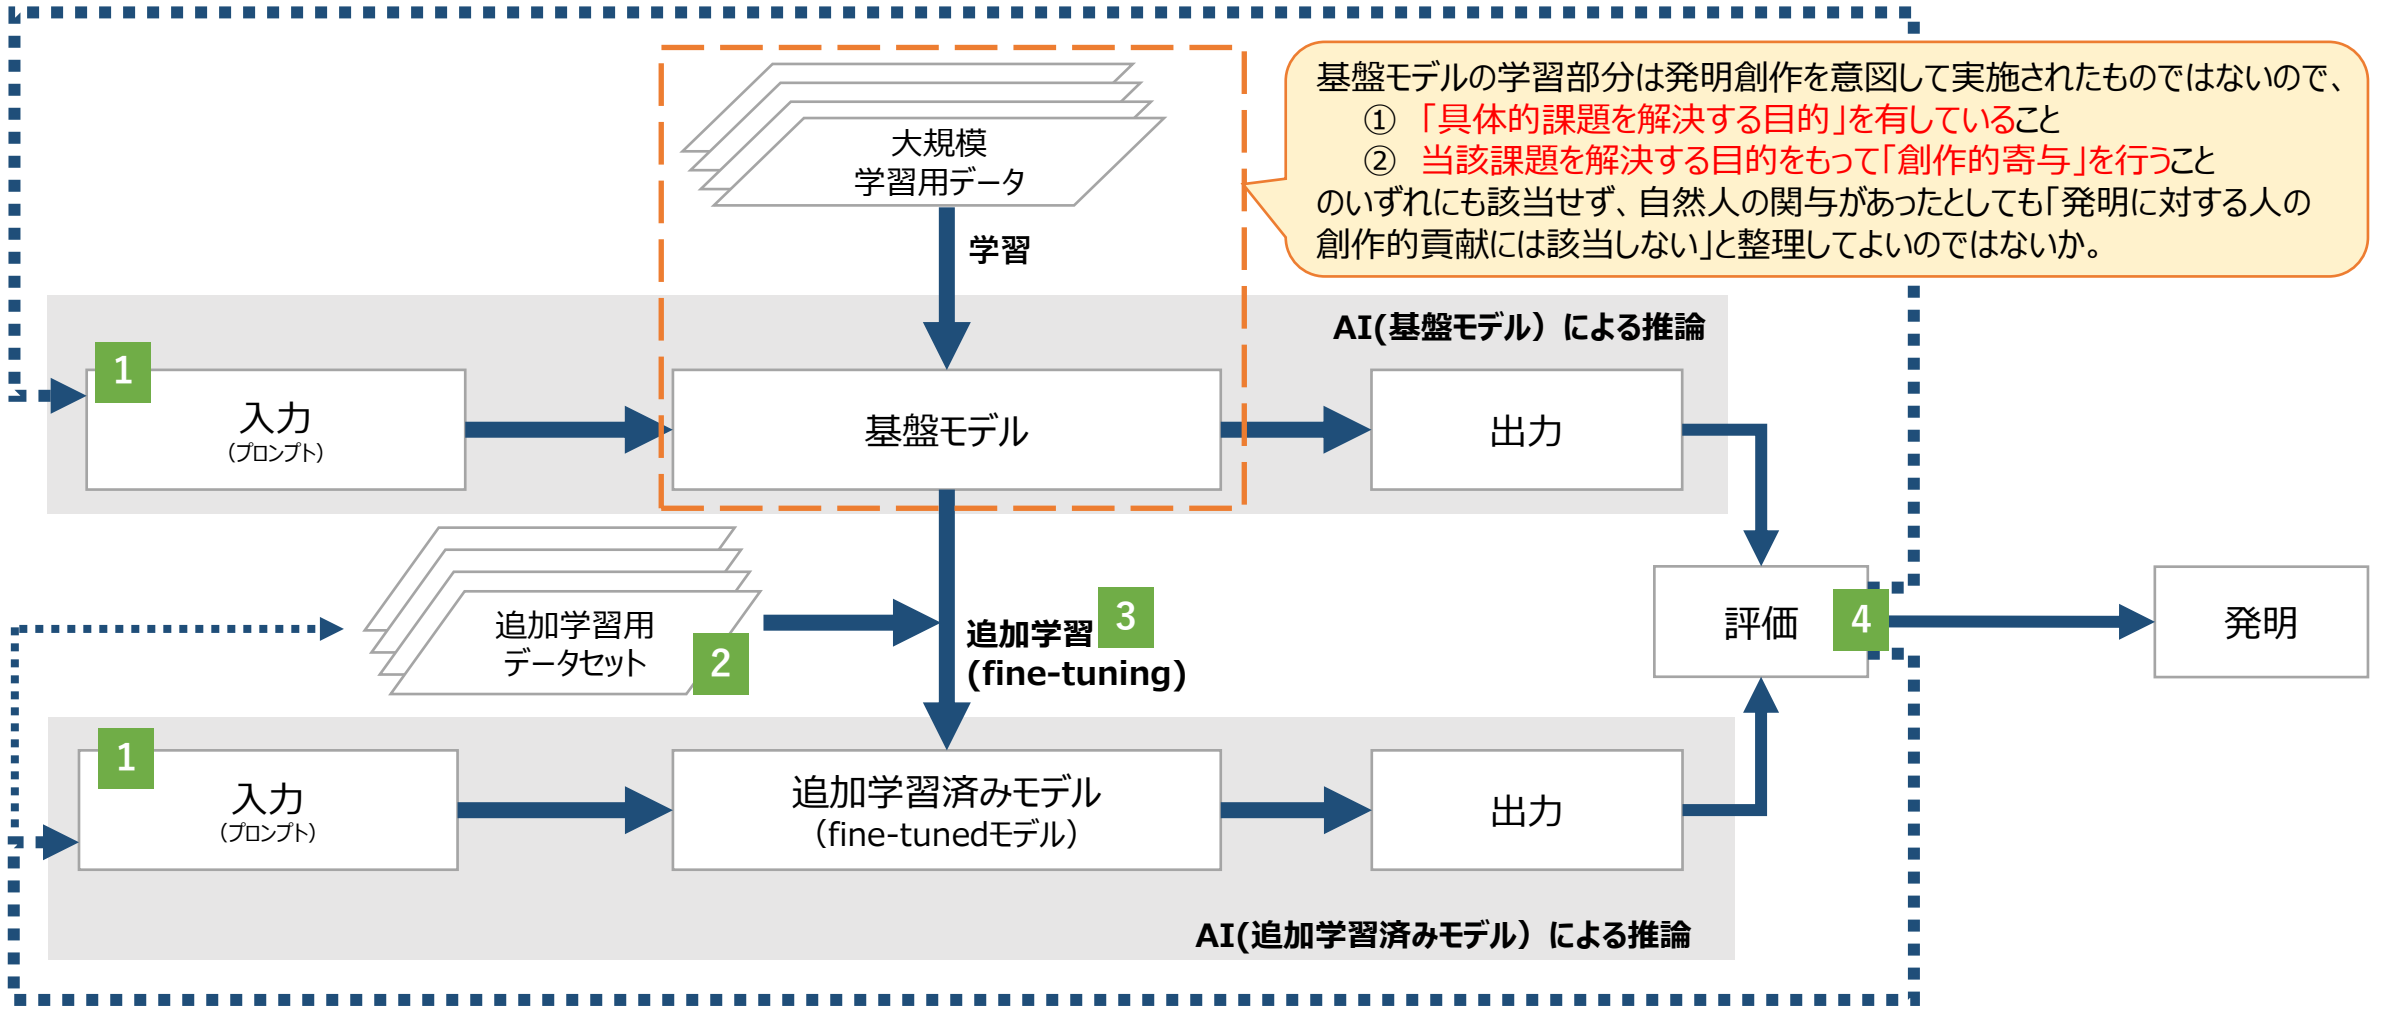 基盤モデルの学習部分は発明創作を意図して実施されたものではないので、
① 「具体的課題を解決する目的」を有していること
② 当該課題を解決する目的をもって「創作的寄与」を行うこと
のいずれにも該当せず、自然人の関与があったとしても「発明に対する人の
創作的貢献には該当しない」と整理してよいのではないか。
大規模
学習用データ
学習
AI(基盤モデル）による推論
1
入力
（プロンプト）
基盤モデル
出力
追加学習用
データセット
2
追加学習
3
(fine-tuning)
評価
4
発明
1
入力
（プロンプト）
追加学習済みモデル
（fine-tunedモデル）
出力
AI(追加学習済みモデル）による推論